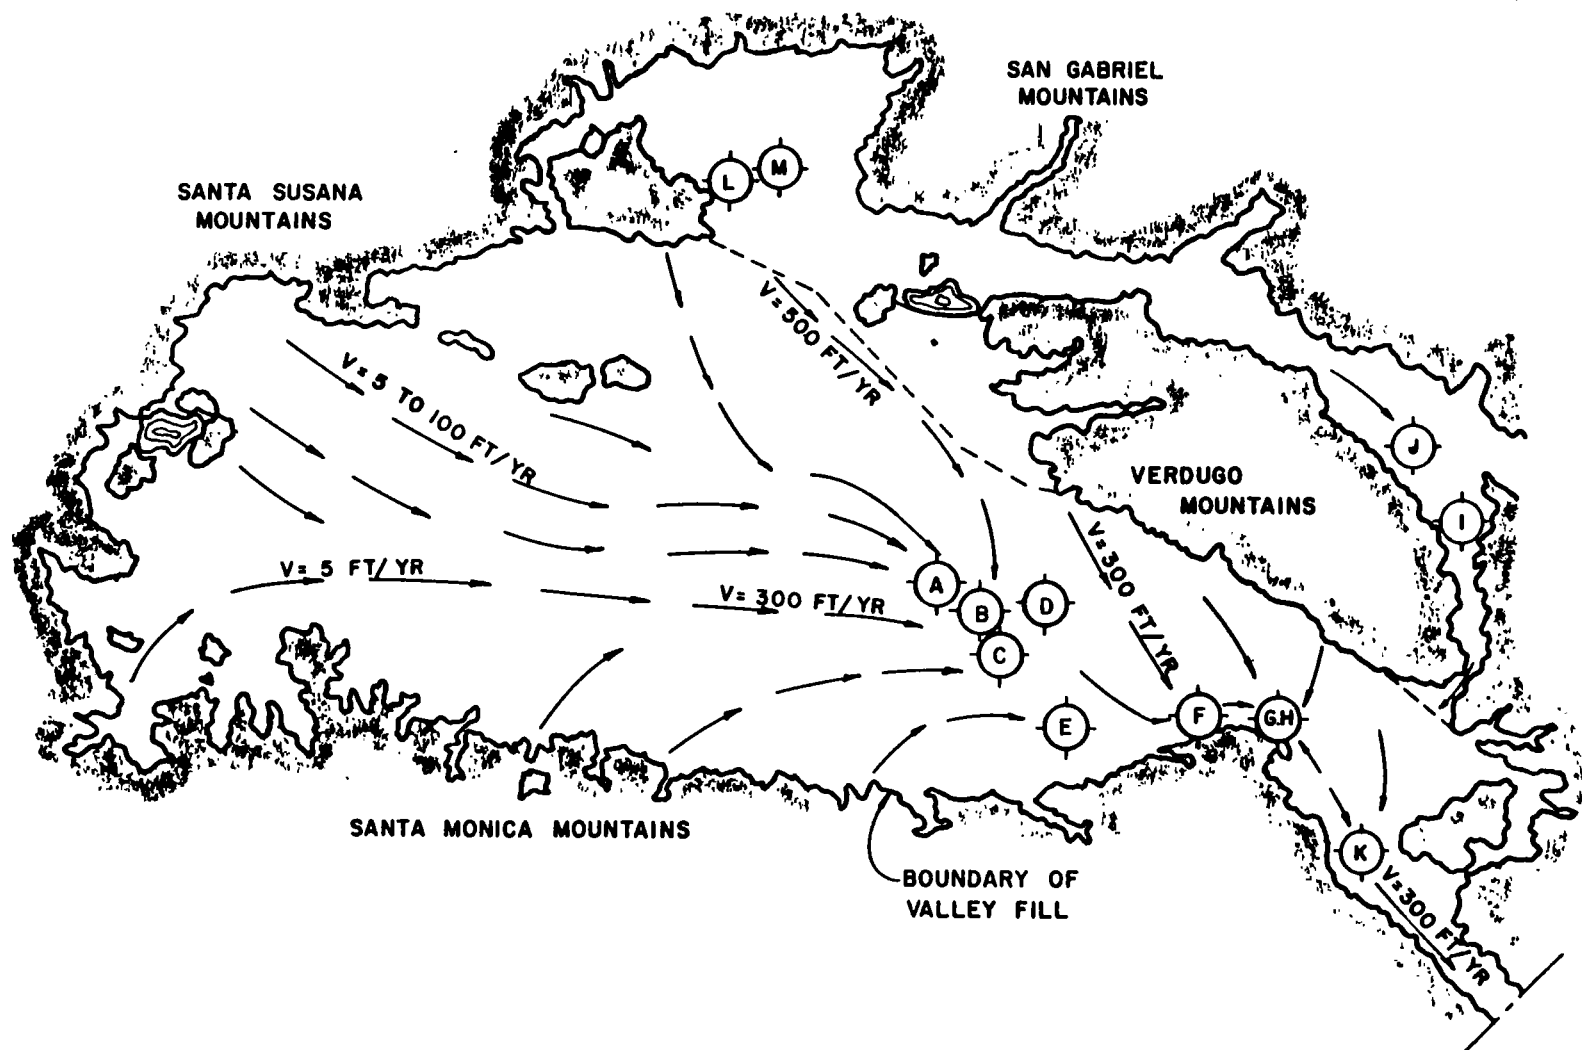 SAN GABRIEL
MOUNTAINS
L
M
SANTA SUSANA
MOUNTAINS
V=500 FT/YR
V=5 TO 100 FT/YR
J
VERDUGO
MOUNTAINS
I
V=300 FT/YR
V= 5 FT/YR
A
V= 300 FT/YR
B
D
C
F
G.H
E
SANTA MONICA MOUNTAINS
K
BOUNDARY OF
VALLEY FILL
V=300 FT/YR